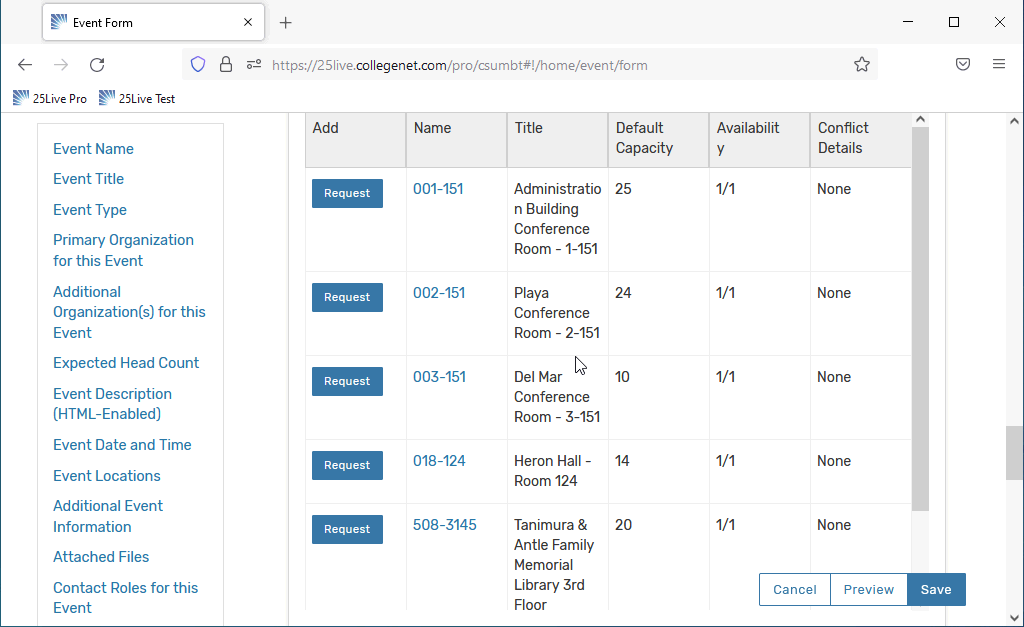 Event Form
https://25live.collegenet.com/pro/csumbt#!/home/event/form
25Live Pro
25Live Test
Event Name
Event Title
Event Type
Primary Organization
for this Event
Additional
Organization(s) for this
Event
Expected Head Count
Event Description
(HTML-Enabled)
Event Date and Time
Event Locations
Additional Event
Information
Attached Files
Contact Roles for this
Event
Add
Name
Title
Default
Capacity
Availabilit
y
Conflict
Details
Request
001-151
Administratio
n Building
Conference
Room - 1-151
25
1/1
None
Request
002-151
Playa
Conference
Room - 2-151
24
1/1
None
Request
003-151
Del Mar
Conference
Room - 3-151
10
1/1
None
Request
018-124
Heron Hall -
Room 124
14
1/1
None
Request
508-3145
Tanimura &
Antle Family
Memorial
Library 3rd
Floor
20
1/1
None
Cancel
Preview
Save